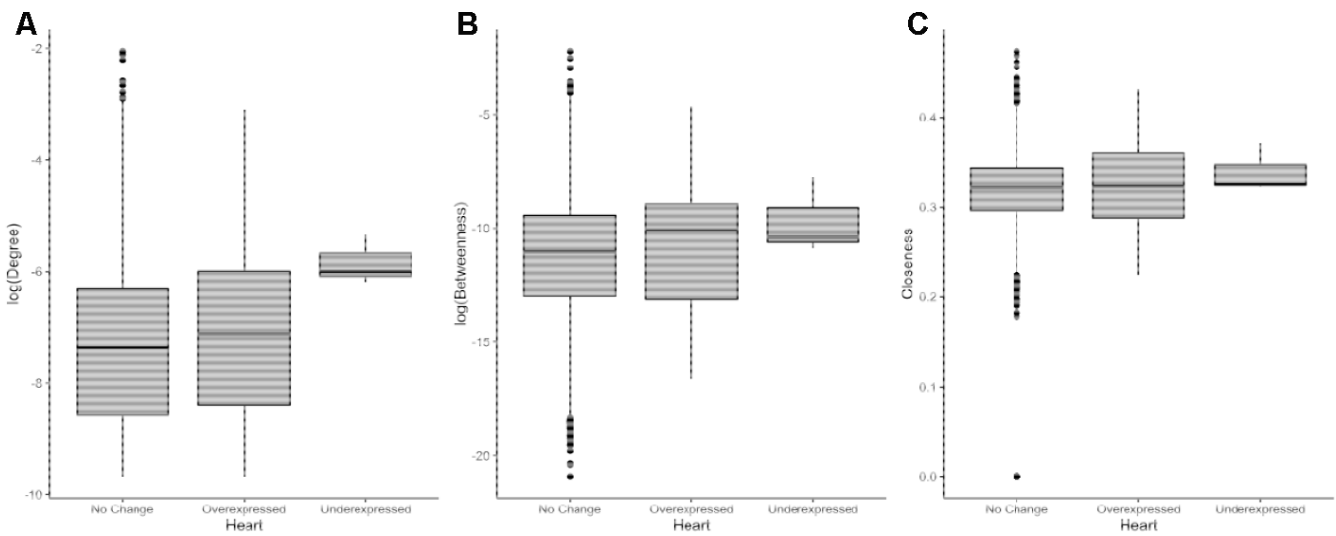 A
B
C
log(Degree)
-2
-4
-6
-8
-10
No Change
Overexpressed
Underexpressed
Heart
log(Betweenness)
-5
-10
-15
-20
No Change
Overexpressed
Underexpressed
Heart
Closeness
0.4
0.3
0.2
0.1
0.0
No Change
Overexpressed
Underexpressed
Heart